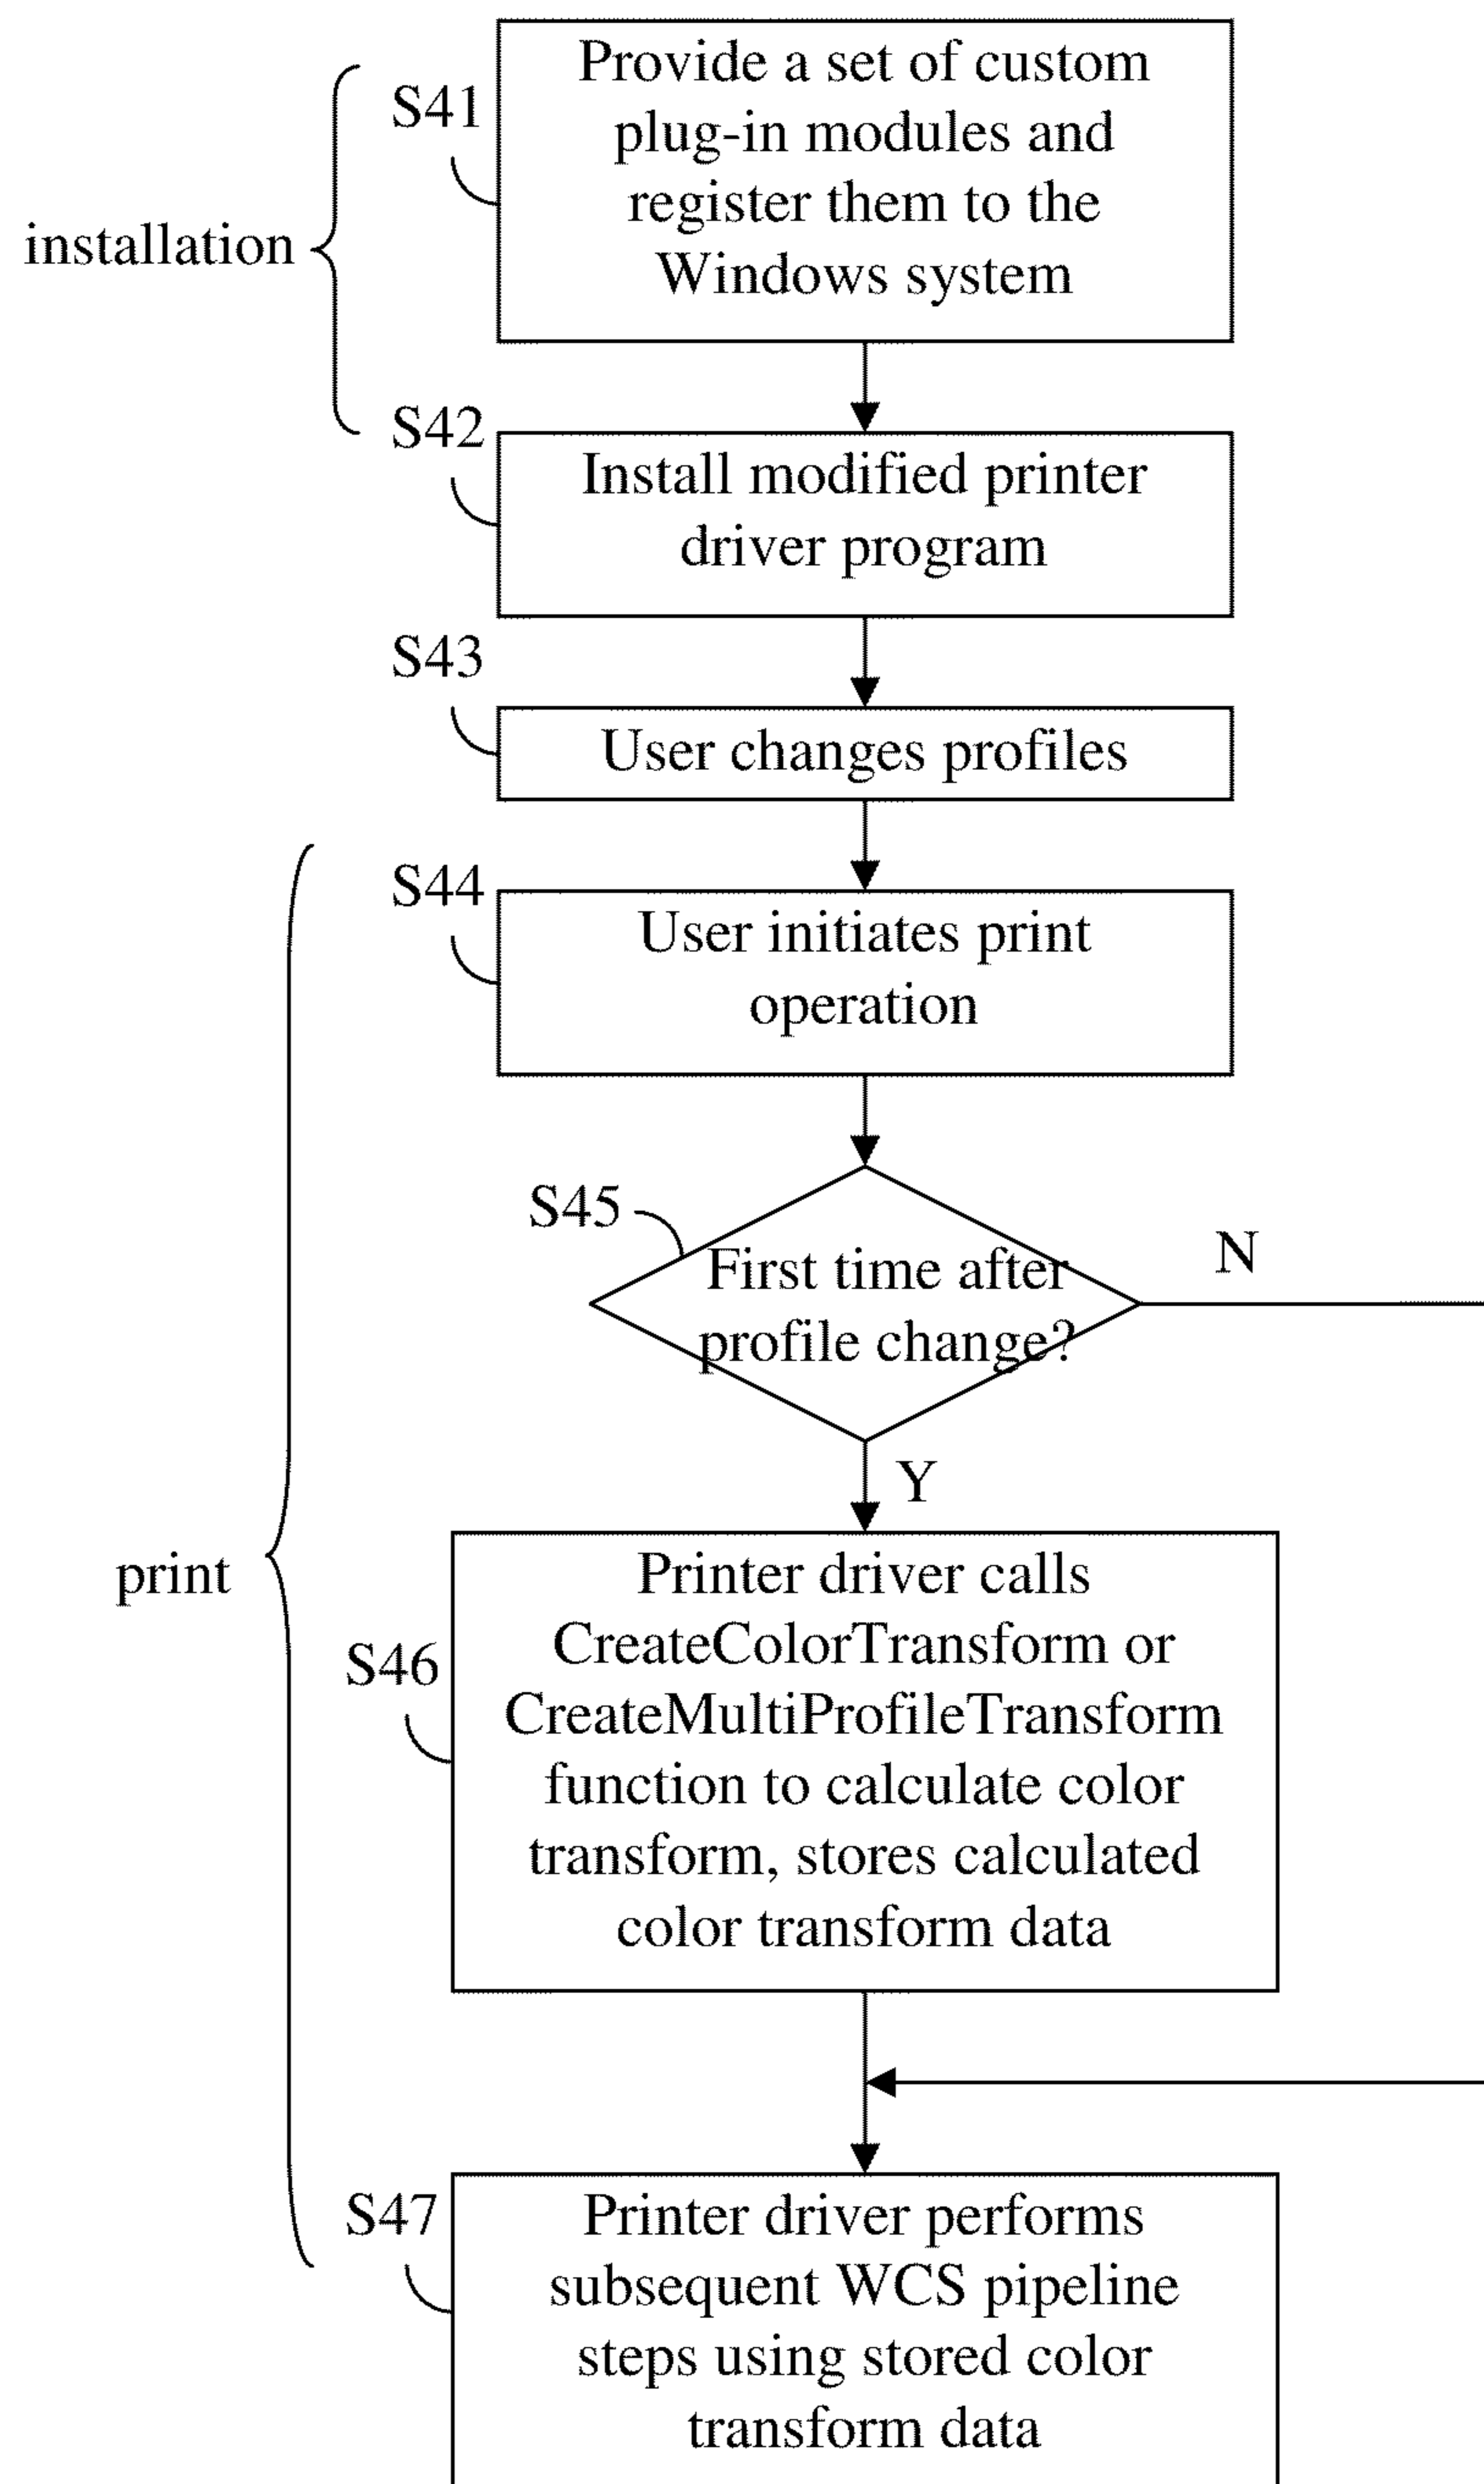 S41
Provide a set of custom
plug-in modules and
register them to the
Windows system
installation
S42
Install modified printer
driver program
S43
User changes profiles
S44
User initiates print
operation
S45
First time after
profile change?
N
Y
print
S46
Printer driver calls
CreateColorTransform or
CreateMultiProfileTransform
function to calculate color
transform, stores calculated
color transform data
S47
Printer driver performs
subsequent WCS pipeline
steps using stored color
transform data